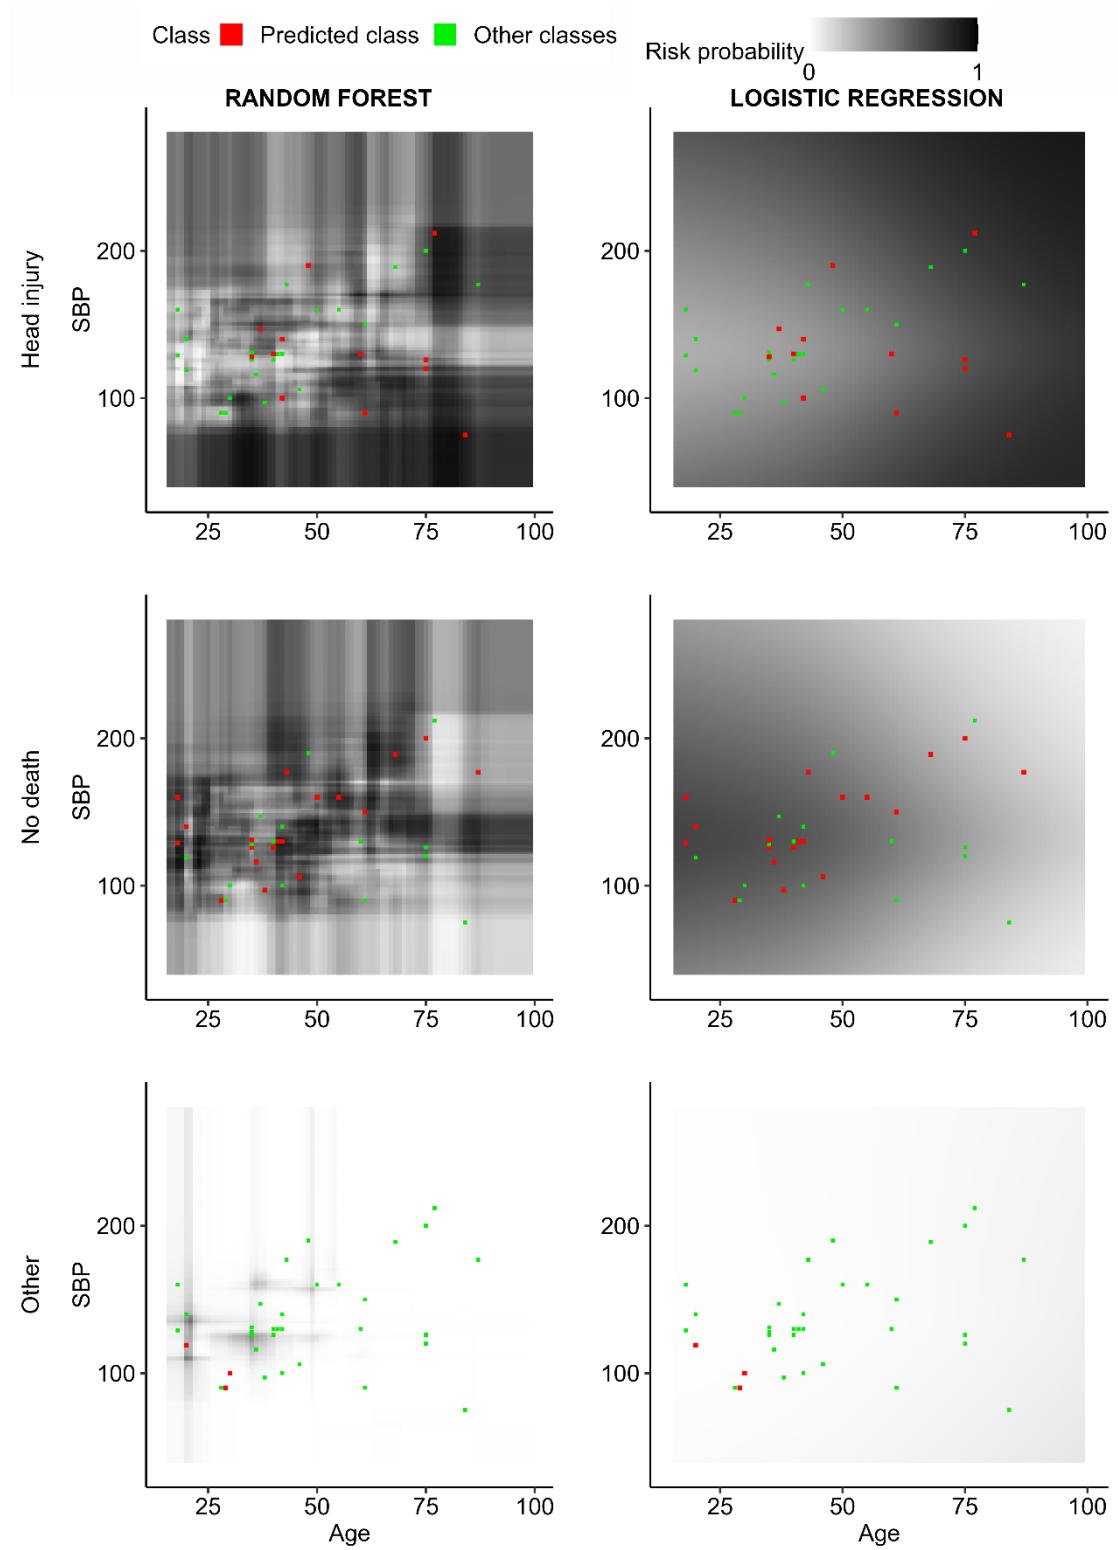 Class Predicted class Other classes
Risk probability
0 1
RANDOM FOREST LOGISTIC REGRESSION
Head injury
SBP
200
100
25 50 75 100
200
100
25 50 75 100
No death
SBP
200
100
25 50 75 100
200
100
25 50 75 100
Other
SBP
200
100
25 50 75 100
Age
200
100
25 50 75 100
Age